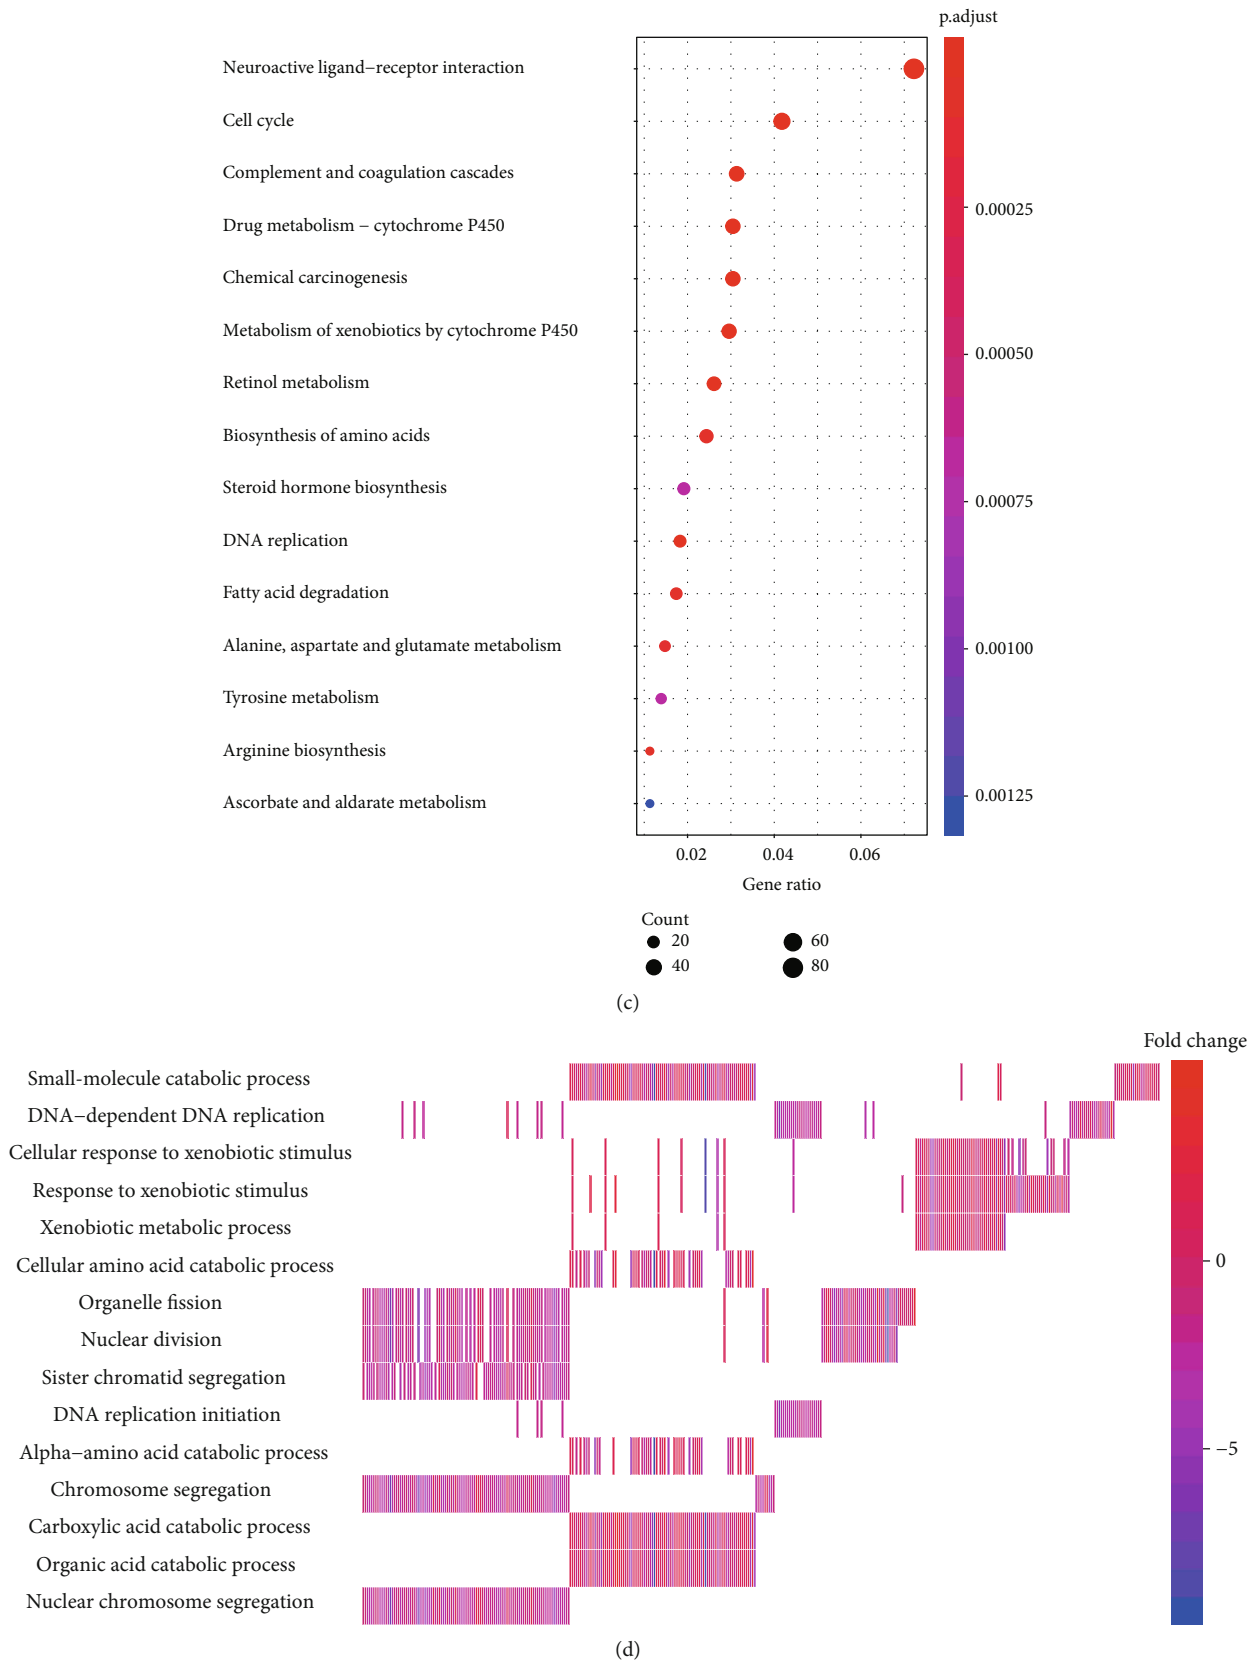 p.adjust
Neuroactive ligand−receptor interaction
Cell cycle
Complement and coagulation cascades
Drug metabolism − cytochrome P450
Chemical carcinogenesis
Metabolism of xenobiotics by cytochrome P450
Retinol metabolism
Biosynthesis of amino acids
Steroid hormone biosynthesis
DNA replication
Fatty acid degradation
Alanine, aspartate and glutamate metabolism
Tyrosine metabolism
Arginine biosynthesis
Ascorbate and aldarate metabolism
0.00025
0.00050
0.00075
0.00100
0.00125
0.02 0.04 0.06
Gene ratio
Count
20 60
40 80
(c)
Fold change
Small-molecule catabolic process
DNA−dependent DNA replication
Cellular response to xenobiotic stimulus
Response to xenobiotic stimulus
Xenobiotic metabolic process
Cellular amino acid catabolic process
Organelle fission
Nuclear division
Sister chromatid segregation
DNA replication initiation
Alpha−amino acid catabolic process
Chromosome segregation
Carboxylic acid catabolic process
Organic acid catabolic process
Nuclear chromosome segregation
0
−5
(d)